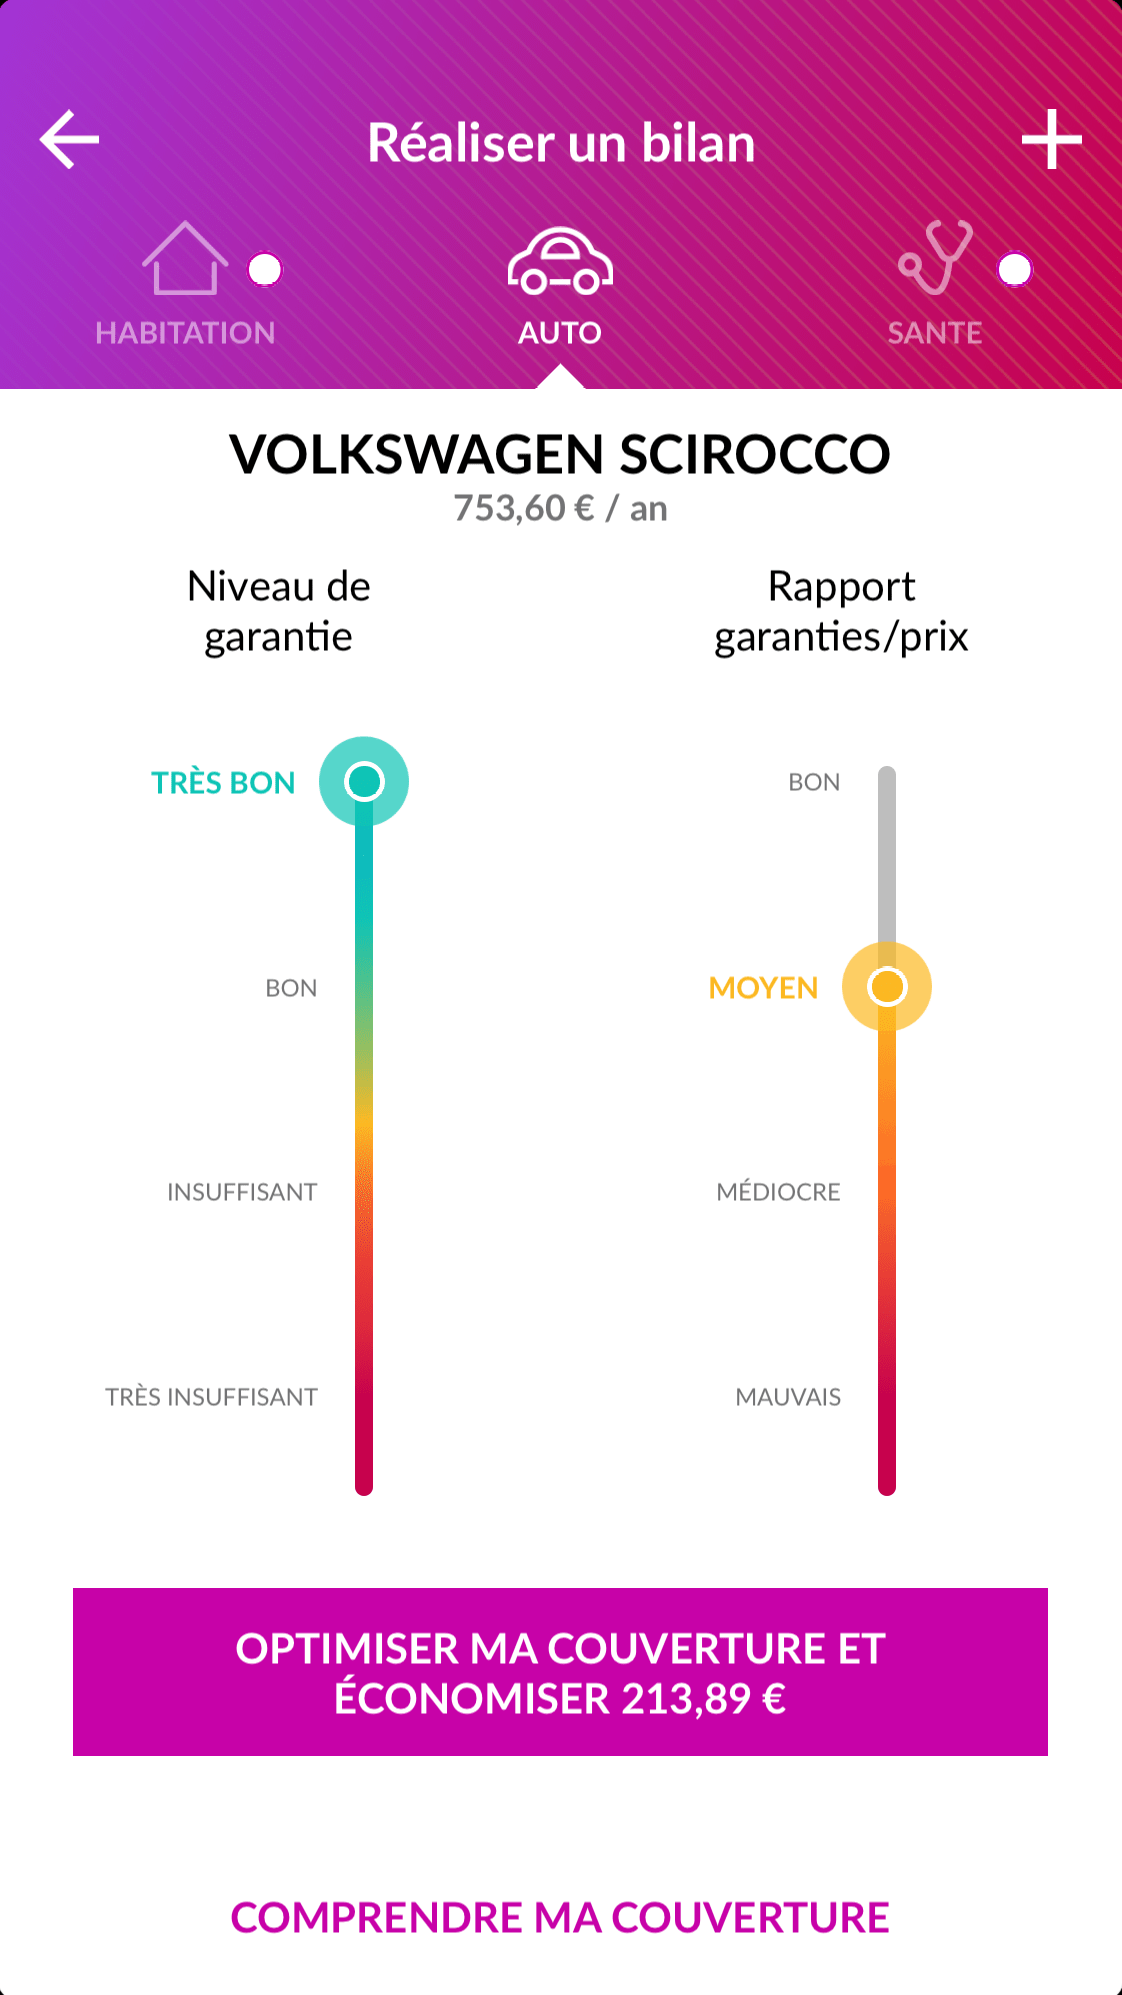 Réaliser un bilan
HABITATION
AUTO
SANTE
VOLKSWAGEN SCIROCCO
753,60 € / an
Niveau de
garantie
TRÈS BON
BON
INSUFFISANT
TRÈS INSUFFISANT
Rapport
garanties/prix
BON
MOYEN
MÉDIOCRE
MAUVAIS
OPTIMISER MA COUVERTURE ET
ÉCONOMISER 213,89 €
COMPRENDRE MA COUVERTURE